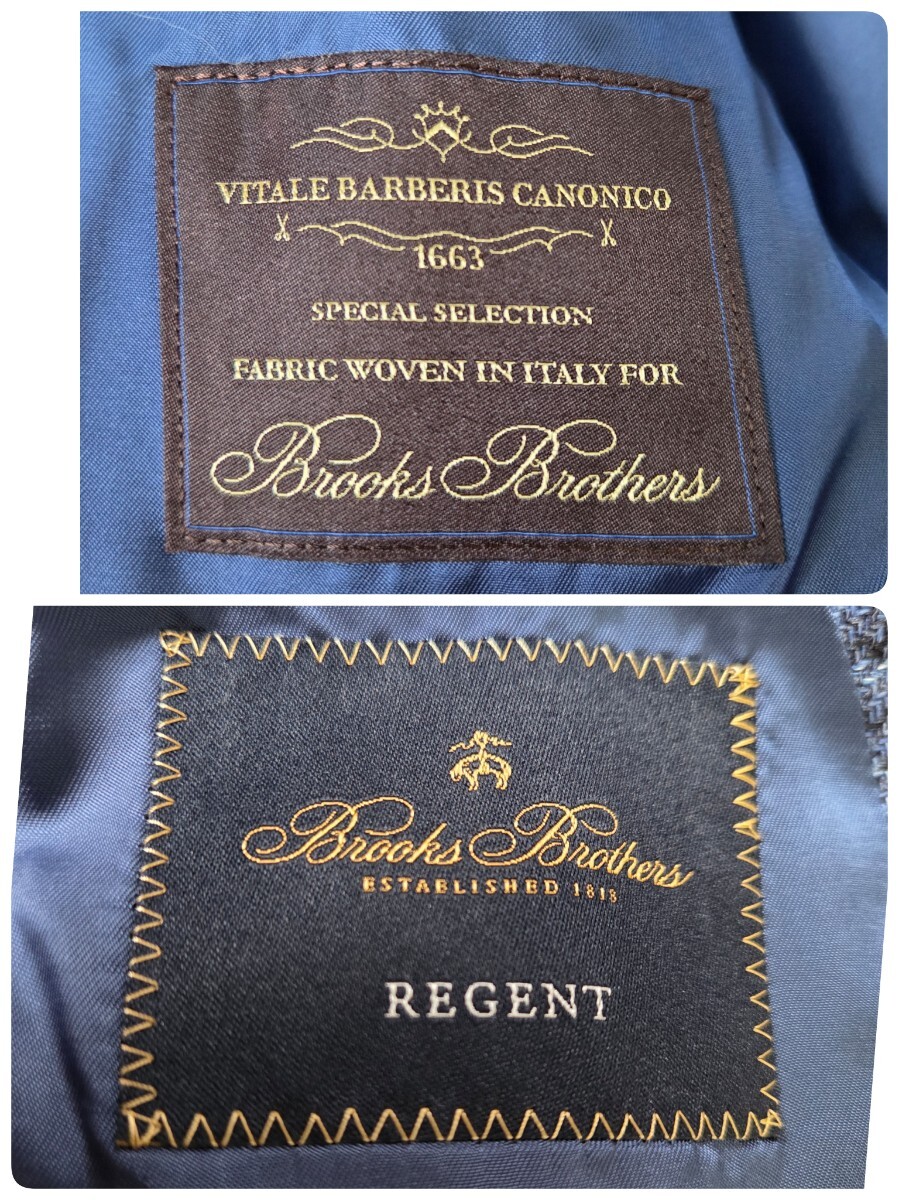 VITALE BARBERIS CANONICO
1663
SPECIAL SELECTION
FABRIC WOVEN IN ITALY FOR
Brooks Brothers
Brooks Brothers
ESTABLISHED 1818
REGENT